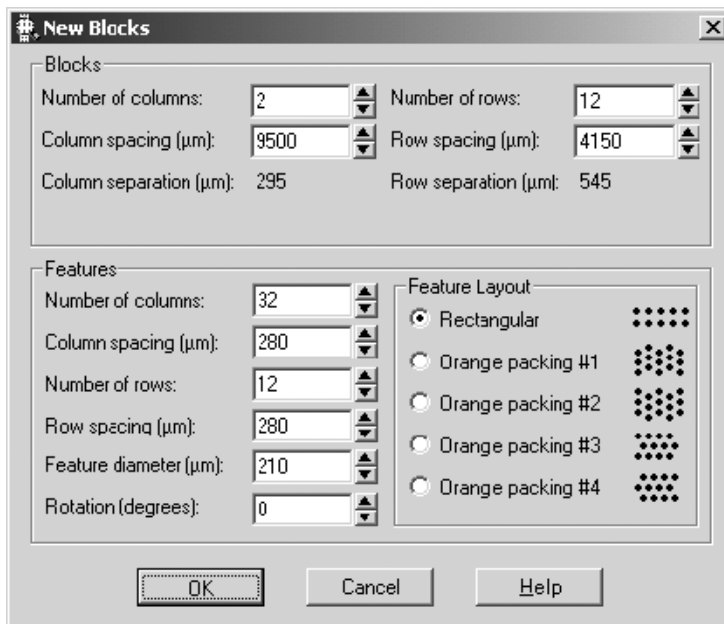 New Blocks
Blocks
Number of columns: 2 Number of rows: 12
Column spacing (µm): 9500 Row spacing (µm): 4150
Column separation (µm): 295 Row separation (µm): 545
Features
Number of columns: 32
Column spacing (µm): 280
Number of rows: 12
Row spacing (µm): 280
Feature diameter (µm): 210
Rotation (degrees): 0
Feature Layout
Rectangular
Orange packing #1
Orange packing #2
Orange packing #3
Orange packing #4
OK Cancel Help